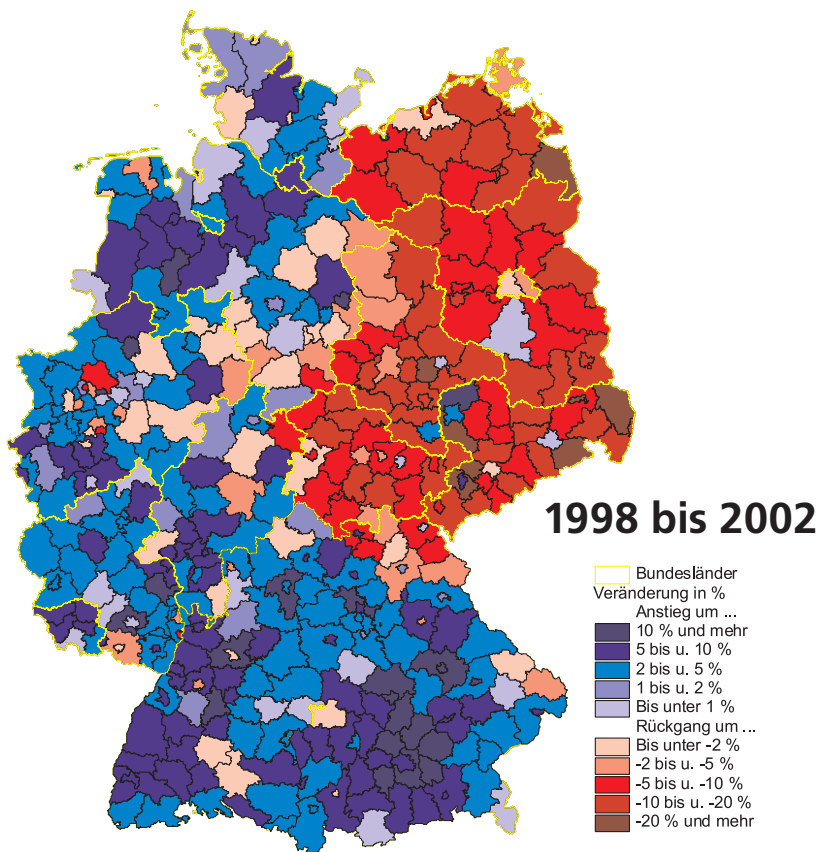 1998 bis 2002
Bundesländer
Veränderung in %
Anstieg um ...
10 % und mehr
5 bis u. 10 %
2 bis u. 5 %
1 bis u. 2 %
Bis unter 1 %
Rückgang um ...
Bis unter -2 %
-2 bis u. -5 %
-5 bis u. -10 %
-10 bis u. -20 %
-20 % und mehr